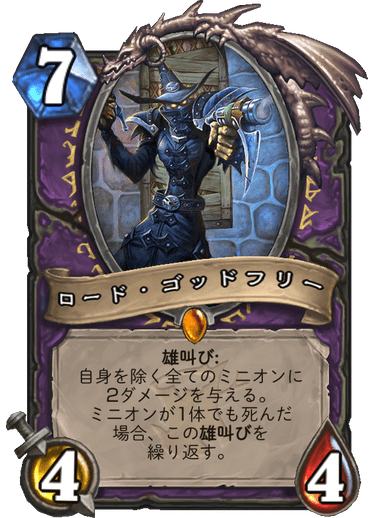 7
ロード・ゴッドフリー
雄叫び:
自身を除く全てのミニオンに
2ダメージを与える。
ミニオンが1体でも死んだ
場合、この雄叫びを
繰り返す。
4
4